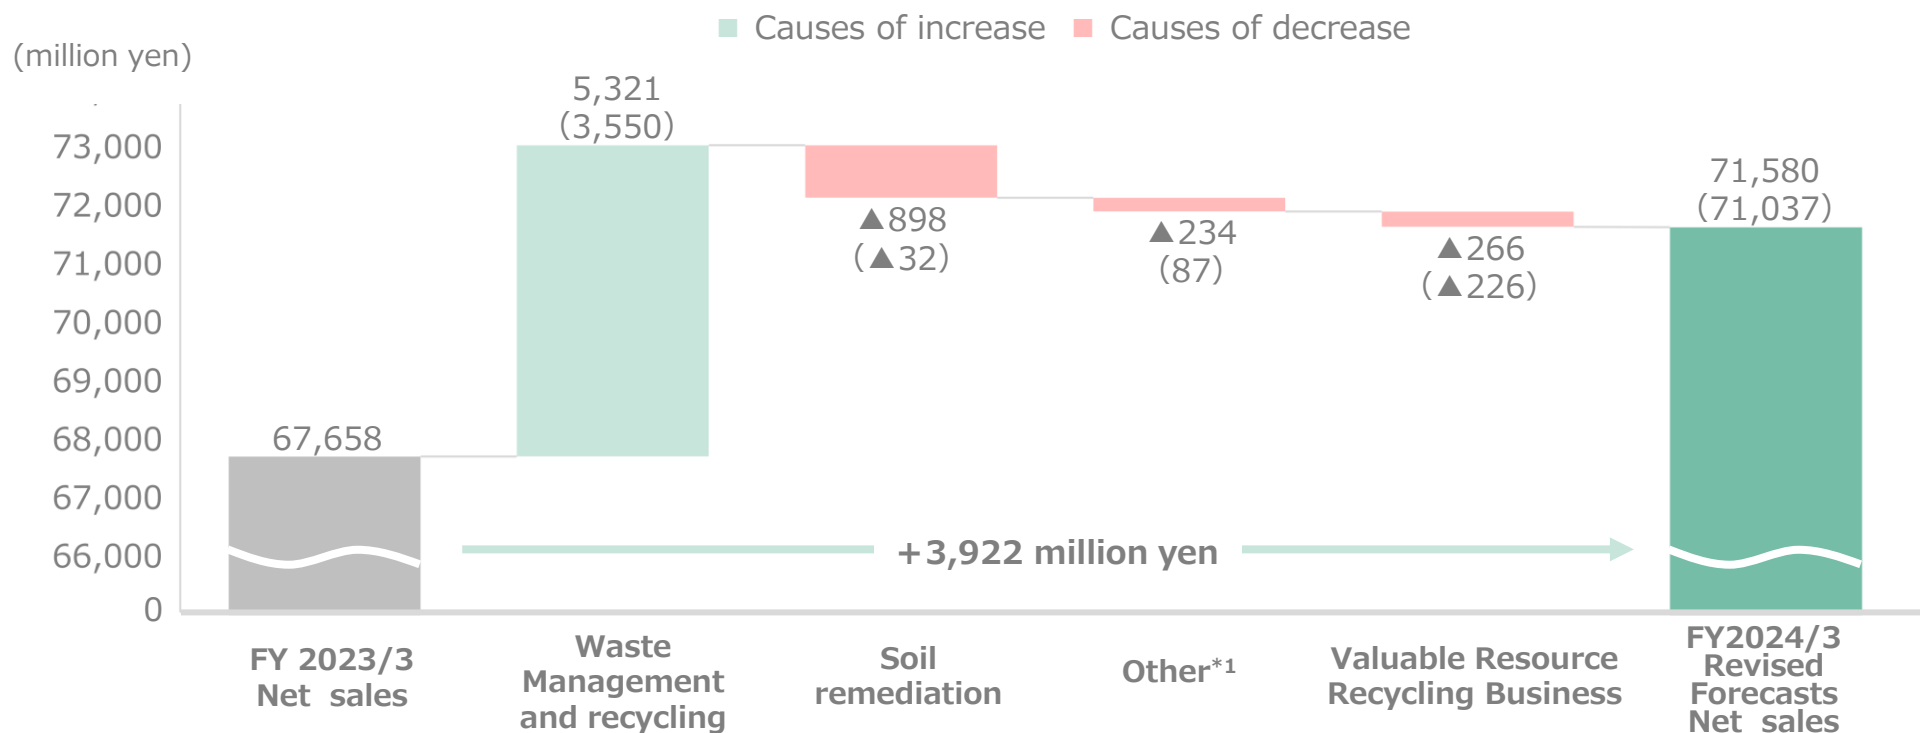 Causes of increase Causes of decrease
(million yen)
5,321
(3,550)
73,000
72,000
71,000
70,000
69,000
68,000
67,000
66,000
0
67,658
▲898
(▲32)
▲234
(87)
▲266
(▲226)
71,580
(71,037)
+3,922 million yen
FY 2023/3
Net sales
Waste
Management
and recycling
Soil
remediation
Other*1
Valuable Resource
Recycling Business
FY2024/3
Revised
Forecasts
Net sales